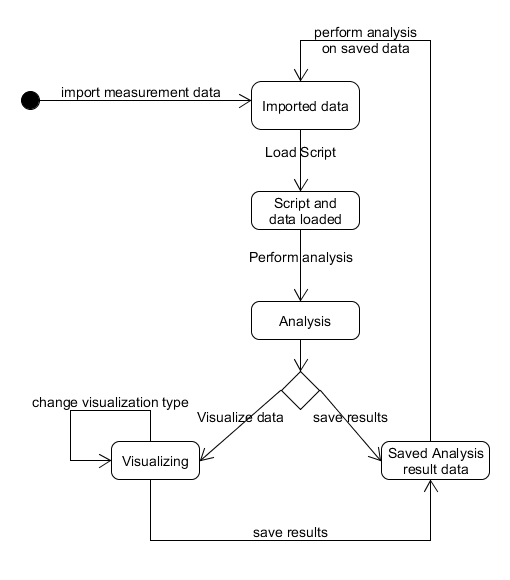 perform analysis
on saved data
import measurement data
Imported data
Load Script
Script and
data loaded
Perform analysis
Analysis
change visualization type
Visualize data
save results
Visualizing
Saved Analysis
result data
save results